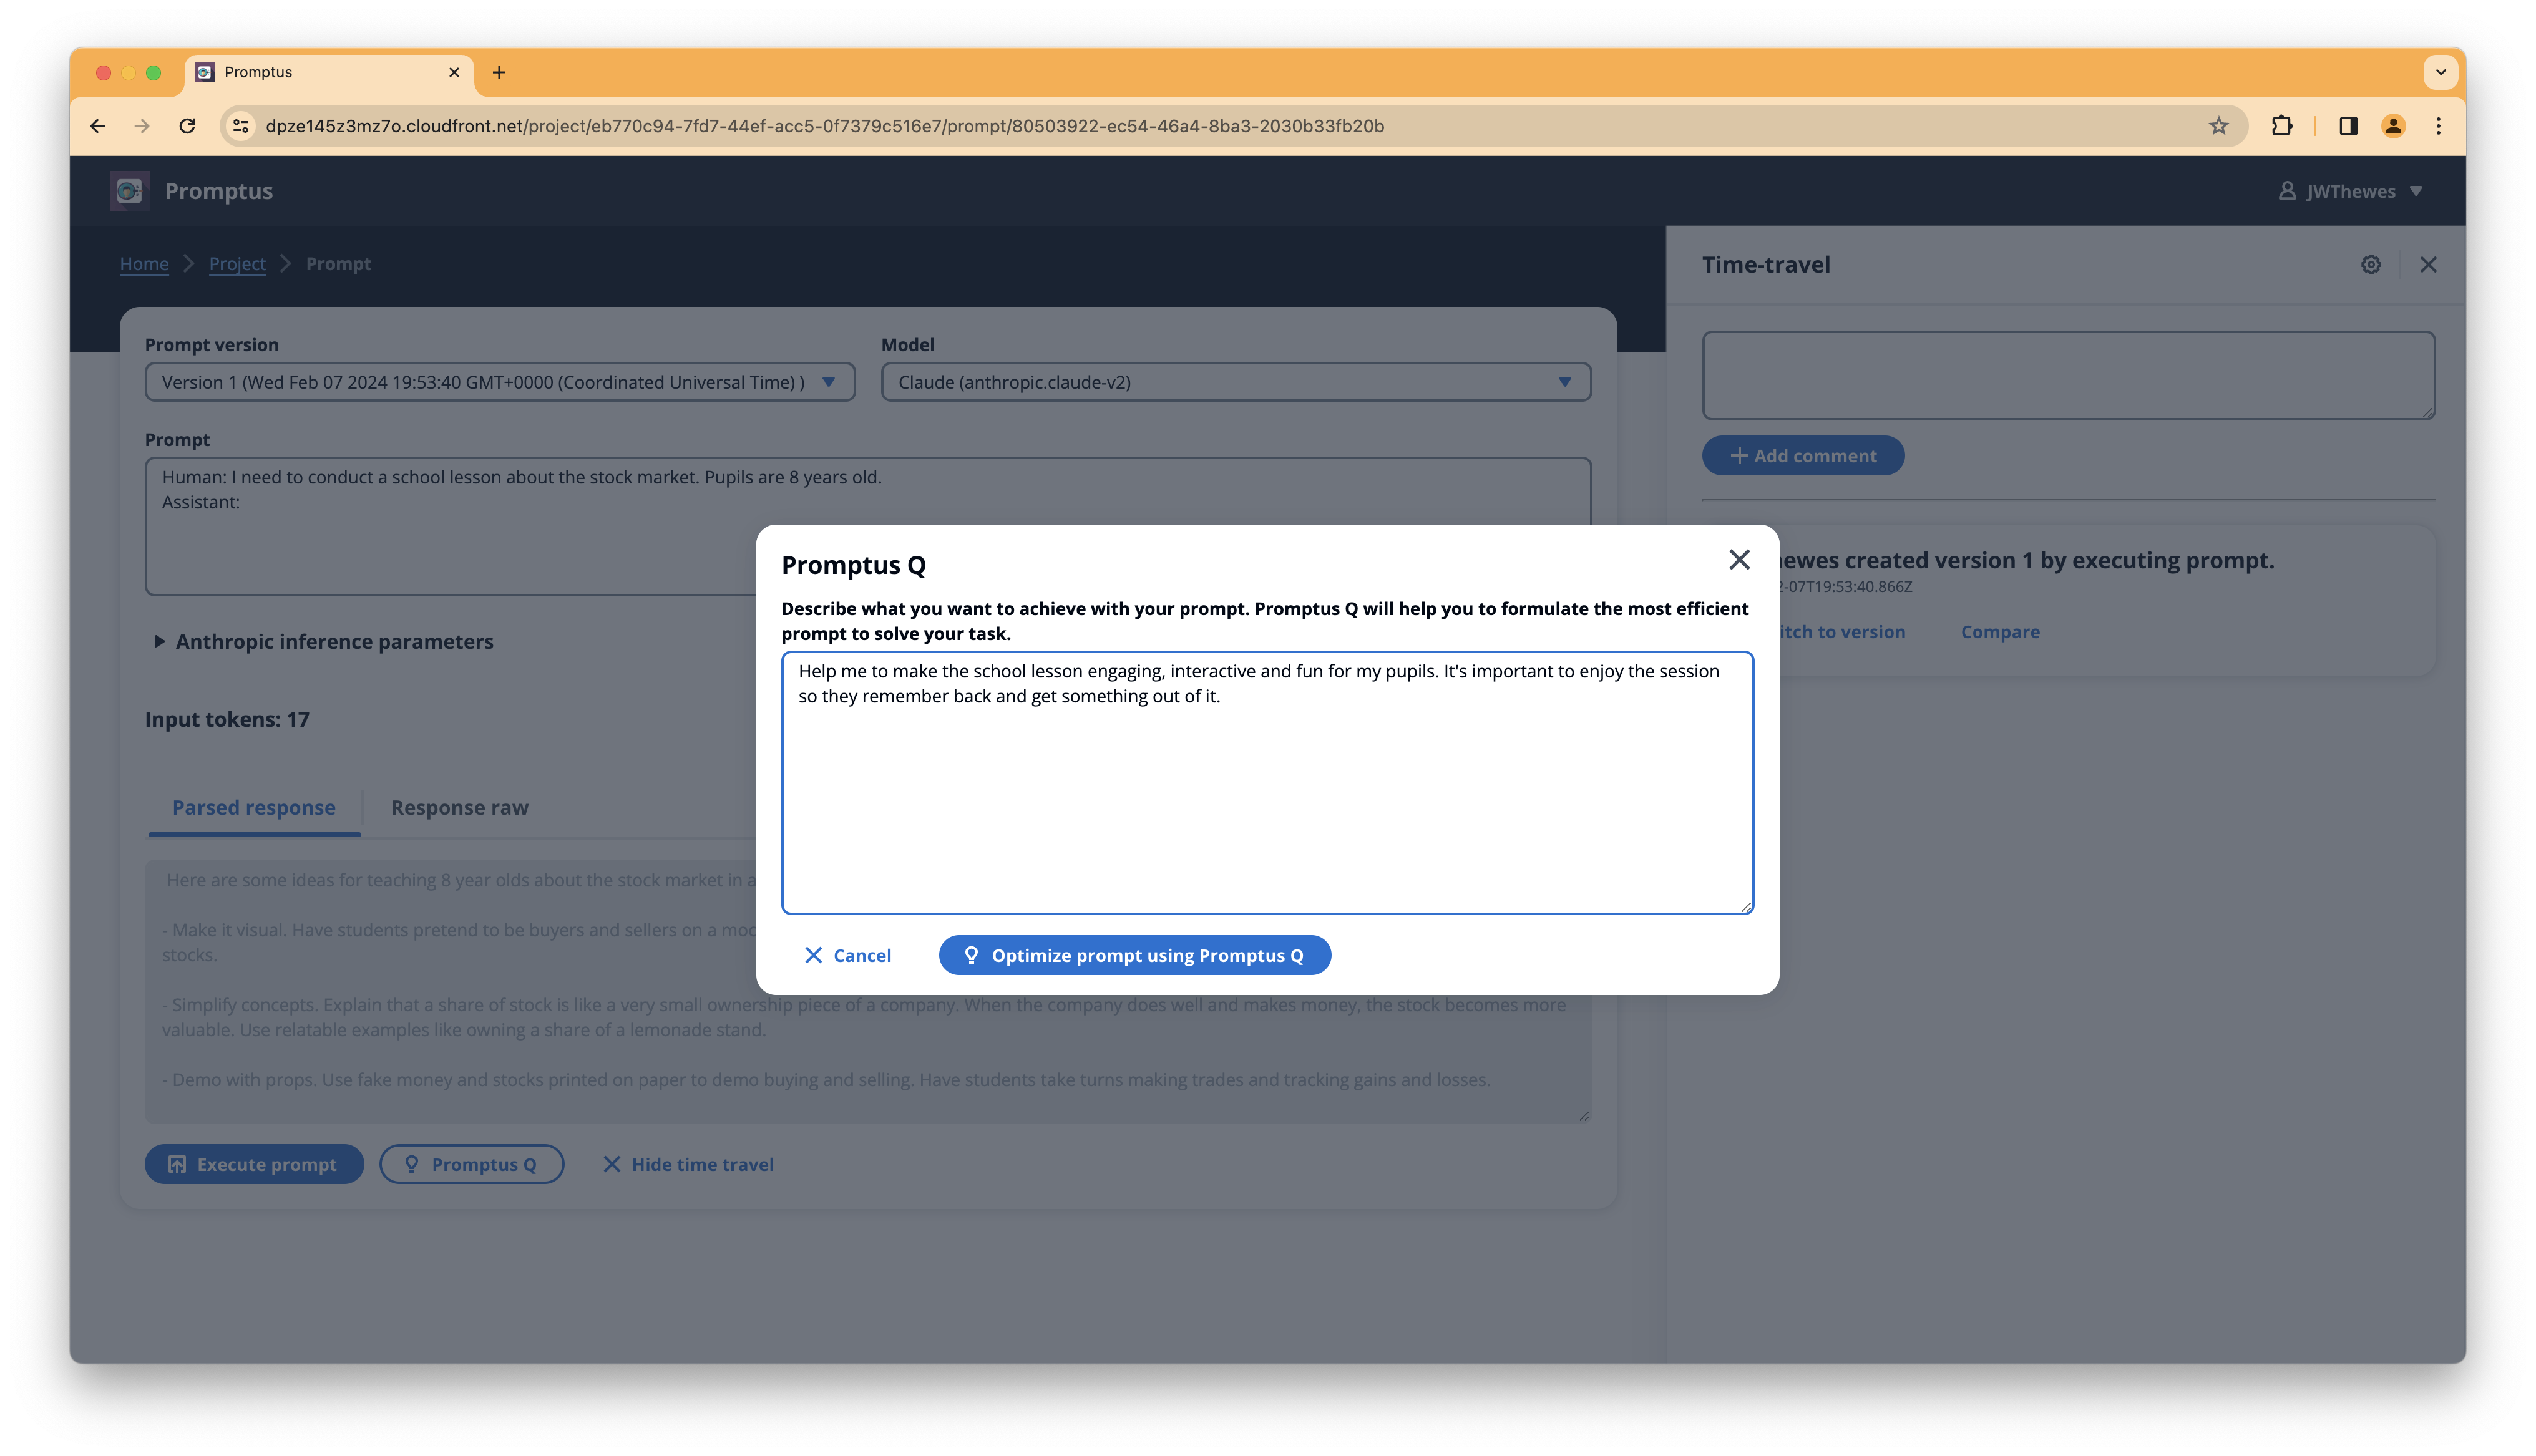 Promptus
dpze145z3mz7o.cloudfront.net/project/eb770c94-7fd7-44ef-acc5-0f7379c516e7/prompt/80503922-ec54-46a4-8ba3-2030b33fb20b
Promptus
JWThewes
Home
Project
Prompt
Time-travel
Prompt version
Model
Version 1 (Wed Feb 07 2024 19:53:40 GMT+0000 (Coordinated Universal Time) )
Claude (anthropic.claude-v2)
Prompt
Human: I need to conduct a school lesson about the stock market. Pupils are 8 years old.
Assistant:
Add comment
Promptus Q
Describe what you want to achieve with your prompt. Promptus Q will help you to formulate the most efficient
prompt to solve your task.
Help me to make the school lesson engaging, interactive and fun for my pupils. It's important to enjoy the session
so they remember back and get something out of it.
Cancel
Optimize prompt using Promptus Q
created version 1 by executing prompt.
-07T19:53:40.866Z
to version
Compare
Anthropic inference parameters
Input tokens: 17
Parsed response
Response raw
Here are some ideas for teaching 8 year olds about the stock market in a
- Make it visual. Have students pretend to be buyers and sellers on a
stocks.
- Simplify concepts. Explain that a share of stock is like a very small ownership piece of a company. When the company does well and makes money, the stock becomes more
valuable. Use relatable examples like owning a share of a lemonade stand.
- Demo with props. Use fake money and stocks printed on paper to demo buying and selling. Have students take turns making trades and tracking gains and losses.
Execute prompt
Promptus Q
Hide time travel